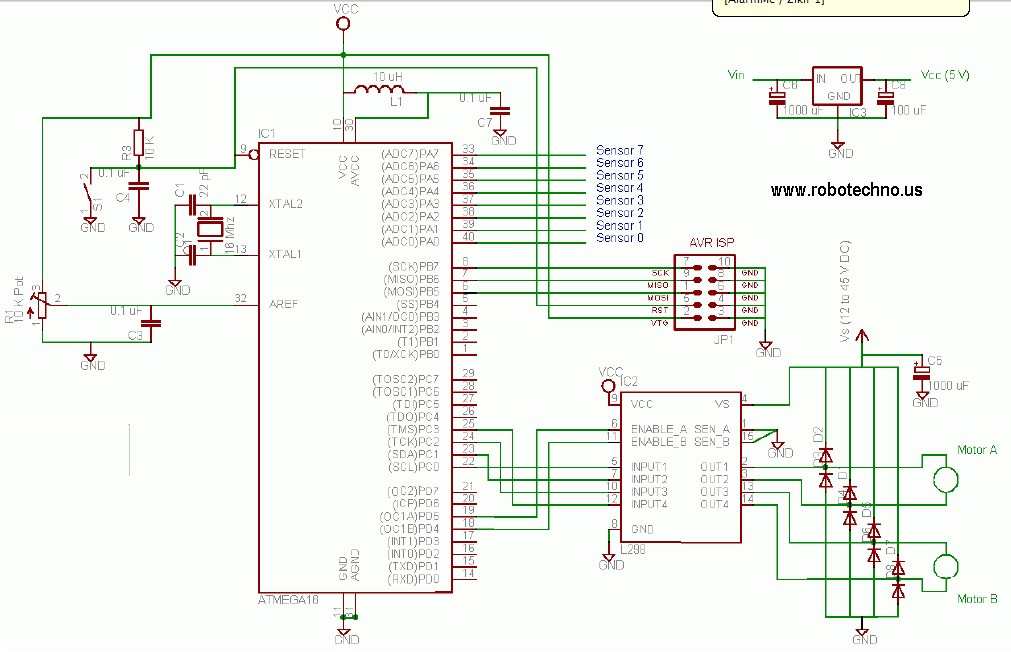 [AlarmMe / Zikir 1]
VCC
10 uH
L1
0.1 uF
C7
GND
Vin
IN OUT
GND
Vcc (5 V)
C6
1000 uF
IC3
C8
100 uF
GND
www.robotechno.us
R3
10 K
0.1 uF
C4
S1
2
1
GND
GND
C1
22 pF
C2
2
1
16 Mhz
GND
R1
10 K Pot
3
2
1
0.1 uF
C3
GND
IC1
10
30
VCC
AVCC
9 RESET
12 XTAL2
13 XTAL1
32 AREF
(ADC7)PA7 33 Sensor 7
(ADC6)PA6 34 Sensor 6
(ADC5)PA5 35 Sensor 5
(ADC4)PA4 36 Sensor 4
(ADC3)PA3 37 Sensor 3
(ADC2)PA2 38 Sensor 2
(ADC1)PA1 39 Sensor 1
(ADC0)PA0 40 Sensor 0
(SCK)PB7 8
(MISO)PB6 7
(MOSI)PB5 6
(SS)PB4 5
(AIN1/OC0)PB3 4
(AIN0/INT2)PB2 3
(T1)PB1 2
(T0/XCK)PB0 1
(TOSC2)PC7 29
(TOSC1)PC6 28
(TDI)PC5 27
(TDO)PC4 26
(TMS)PC3 25
(TCK)PC2 24
(SDA)PC1 23
(SCL)PC0 22
(OC2)PD7 21
(ICP)PD6 20
(OC1A)PD5 19
(OC1B)PD4 18
(INT1)PD3 17
(INT0)PD2 16
(TXD)PD1 15
(RXD)PD0 14
GND
AGND
ATMEGA16
11
31
GND
AVR ISP
7 10
SCK 9 8 GND
MISO 1 6 GND
MOSI 5 4 GND
RST 2 3 GND
VTG GND
JP1
GND
VCC
IC2
9 VCC
VS 4
6 ENABLE_A SEN_A 1
11 ENABLE_B SEN_B 15
GND
5 INPUT1 OUT1 2
7 INPUT2 OUT2 3
10 INPUT3 OUT3 13
12 INPUT4 OUT4 14
8 GND
L298
GND
Vs (12 to 45 V DC)
C5
1000 uF
GND
D2
D3
D4
D5
D6
D7
D8
Motor A
Motor B
GND